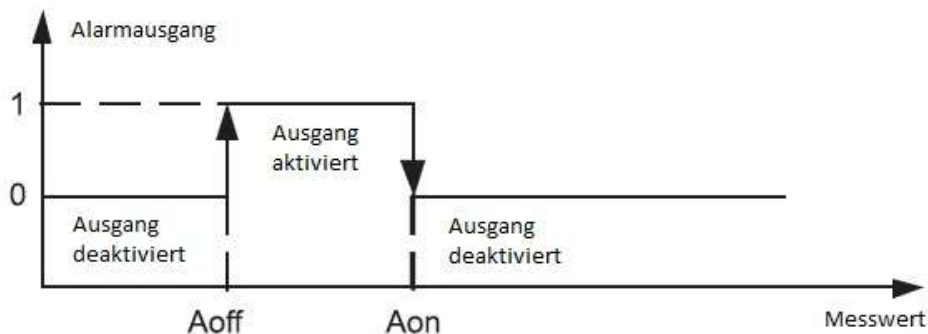 Alarmausgang
1
Ausgang
aktiviert
0
Ausgang
deaktiviert
Ausgang
deaktiviert
Aoff
Aon
Messwert